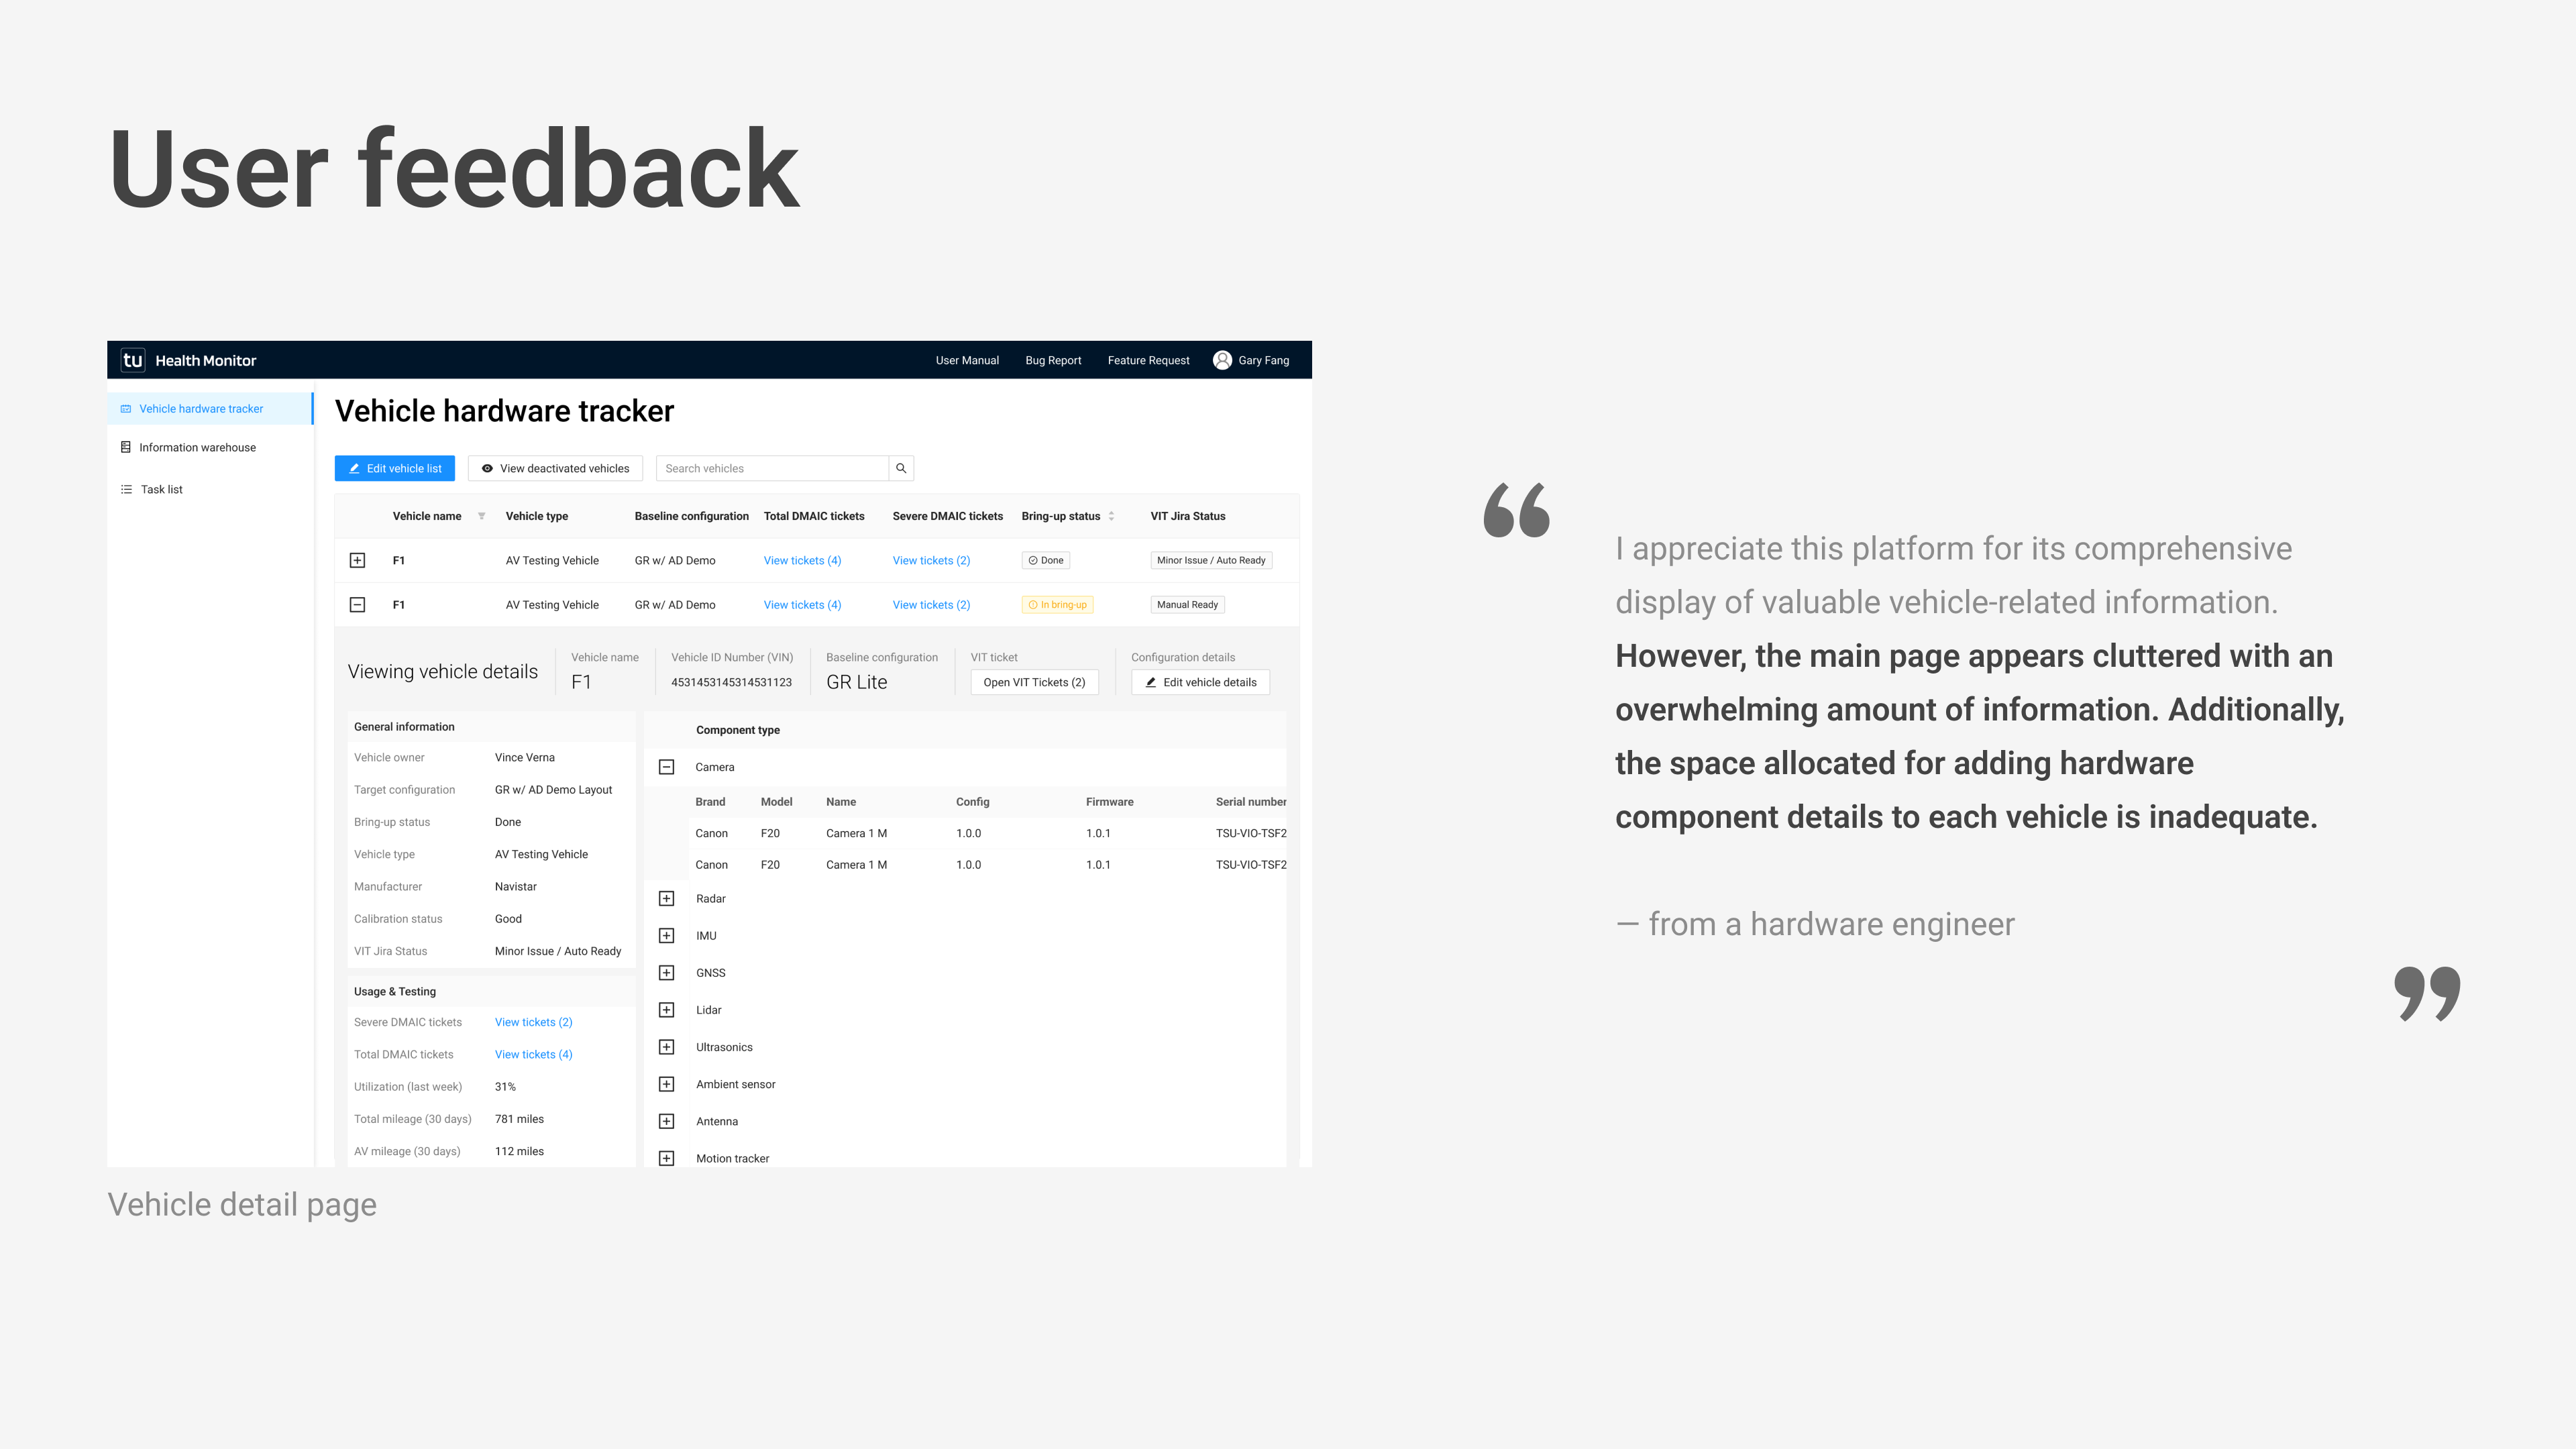 User feedback
tu Health Monitor
User Manual Bug Report Feature Request Gary Fang
Vehicle hardware tracker
Information warehouse
Task list
Vehicle hardware tracker
Edit vehicle list View deactivated vehicles Search vehicles
Vehicle name Vehicle type Baseline configuration Total DMAIC tickets Severe DMAIC tickets Bring-up status VIT Jira Status
F1 AV Testing Vehicle GR w/ AD Demo View tickets (4) View tickets (2) Done Minor Issue / Auto Ready
F1 AV Testing Vehicle GR w/ AD Demo View tickets (4) View tickets (2) In bring-up Manual Ready
Viewing vehicle details
Vehicle name
F1
Vehicle ID Number (VIN)
4531453145314531123
Baseline configuration
GR Lite
VIT ticket
Open VIT Tickets (2)
Configuration details
Edit vehicle details
General information
Vehicle owner Vince Verna
Target configuration GR w/ AD Demo Layout
Bring-up status Done
Vehicle type AV Testing Vehicle
Manufacturer Navistar
Calibration status Good
VIT Jira Status Minor Issue / Auto Ready
Usage & Testing
Severe DMAIC tickets View tickets (2)
Total DMAIC tickets View tickets (4)
Utilization (last week) 31%
Total mileage (30 days) 781 miles
AV mileage (30 days) 112 miles
Component type
Camera
Brand Model Name Config Firmware Serial number
Canon F20 Camera 1 M 1.0.0 1.0.1 TSU-VIO-TSF2
Canon F20 Camera 1 M 1.0.0 1.0.1 TSU-VIO-TSF2
Radar
IMU
GNSS
Lidar
Ultrasonics
Ambient sensor
Antenna
Motion tracker
Vehicle detail page
“
I appreciate this platform for its comprehensive
display of valuable vehicle-related information.
However, the main page appears cluttered with an
overwhelming amount of information. Additionally,
the space allocated for adding hardware
component details to each vehicle is inadequate.
— from a hardware engineer
”